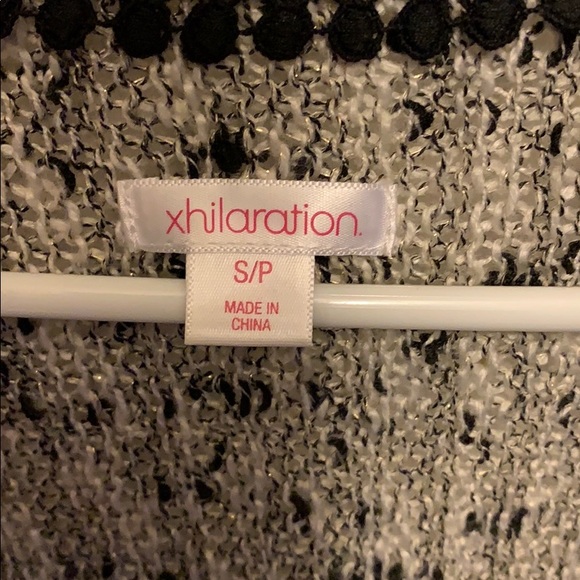 xhilaration.
S/P
MADE IN
CHINA